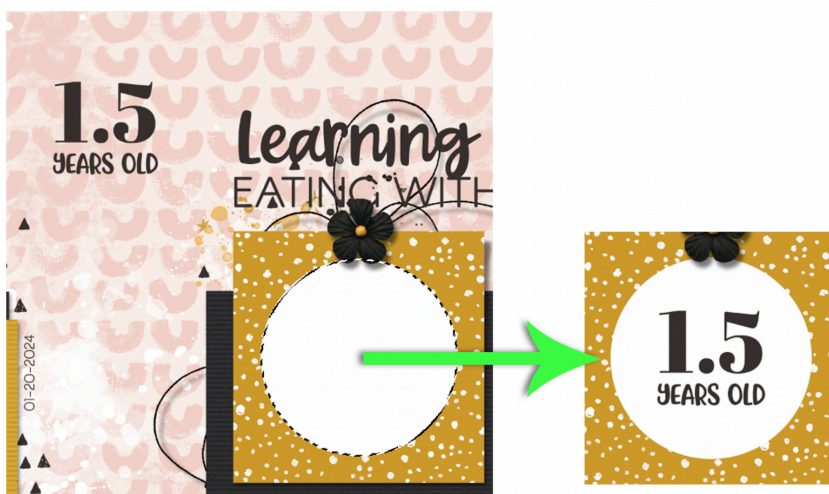 1.5
YEARS OLD
Learning
EATING WITH
01-20-2024
1.5
YEARS OLD